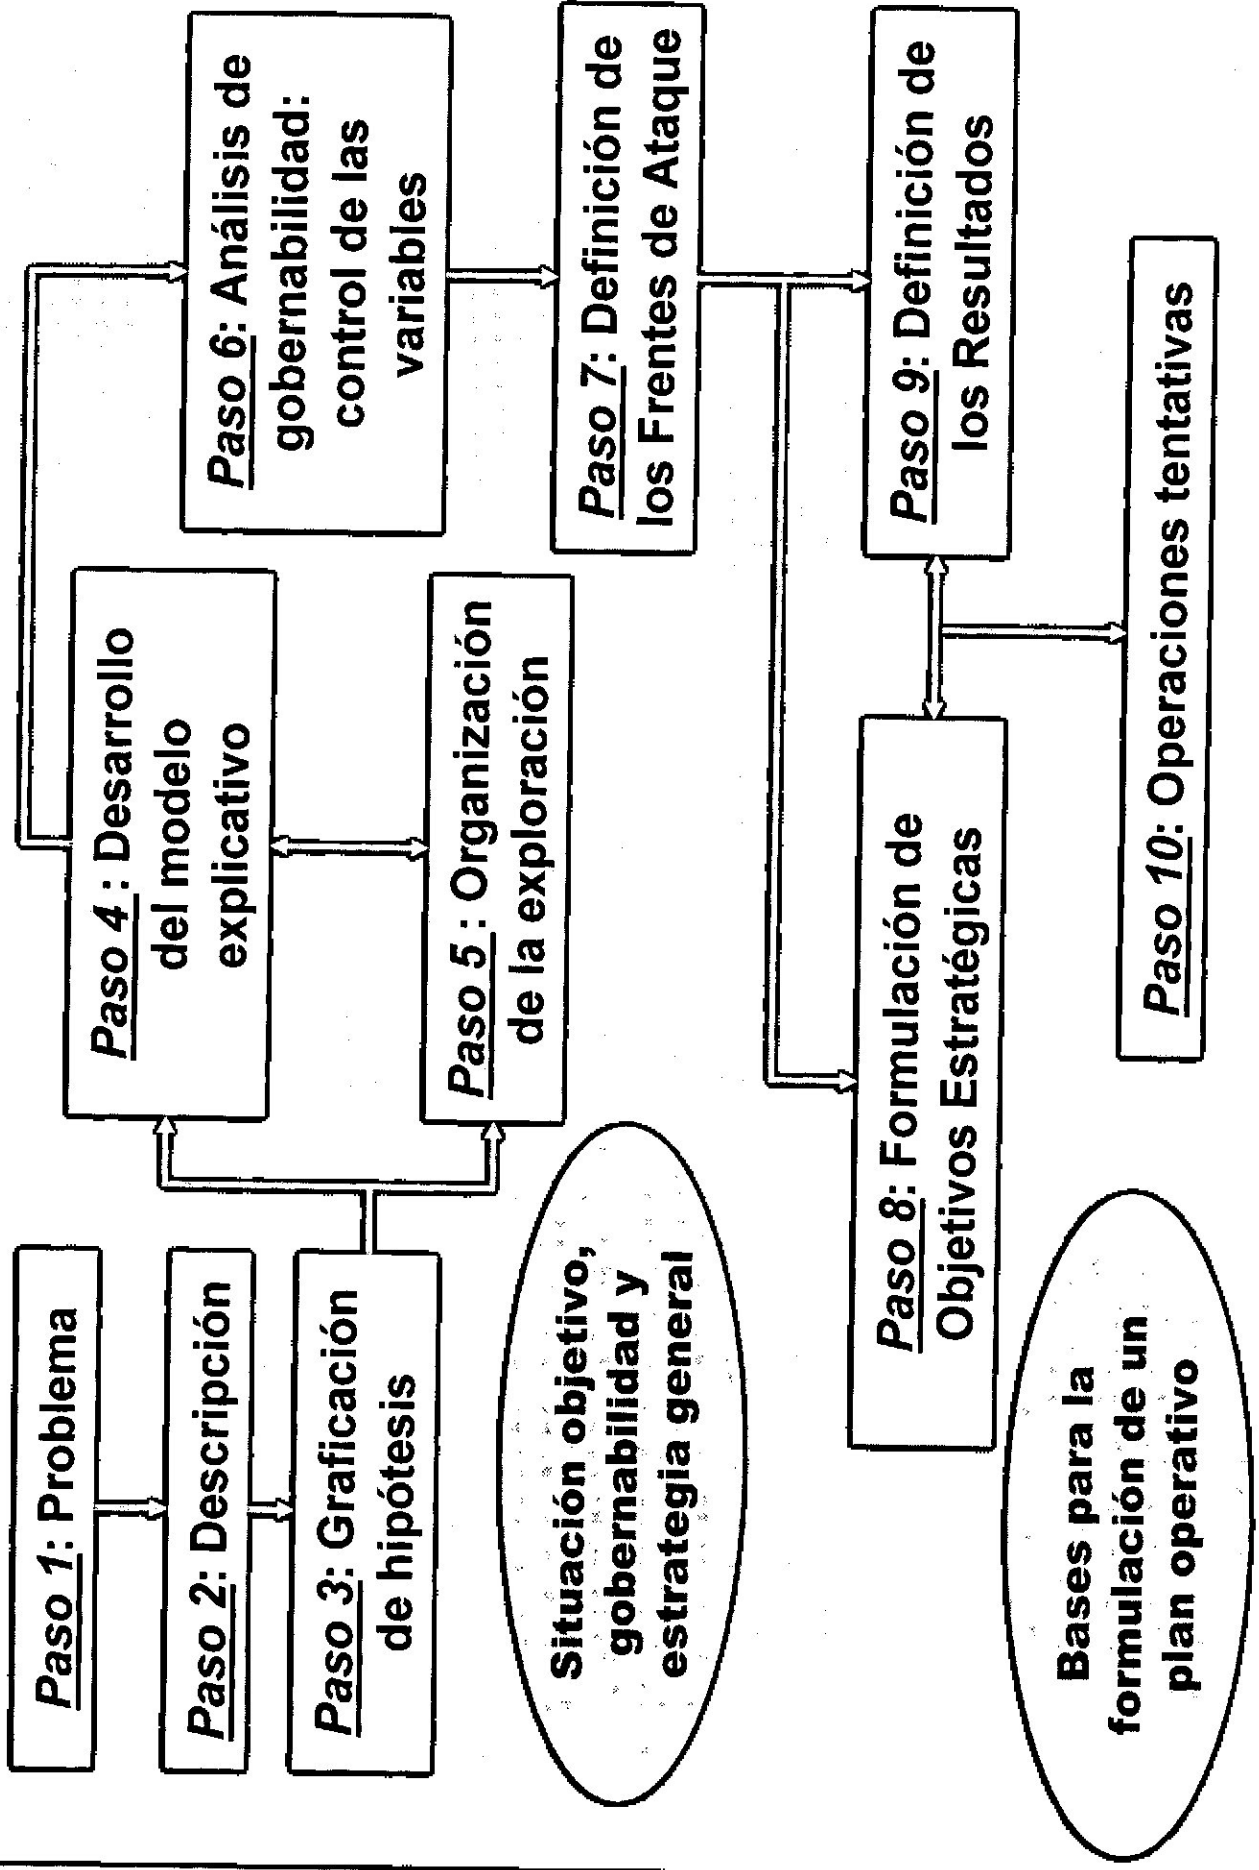 Paso 1: Problema
Paso 2: Descripción
Paso 3: Graficación
de hipótesis
Paso 4 : Desarrollo
del modelo
explicativo
Paso 5 : Organización
de la exploración
Paso 6: Análisis de
gobernabilidad:
control de las
variables
Paso 7: Definición de
los Frentes de Ataque
Situación objetivo,
gobernabilidad y
estrategia general
Paso 8: Formulación de
Objetivos Estratégicas
Paso 9: Definición de
los Resultados
Paso 10: Operaciones tentativas
Bases para la
formulación de un
plan operativo